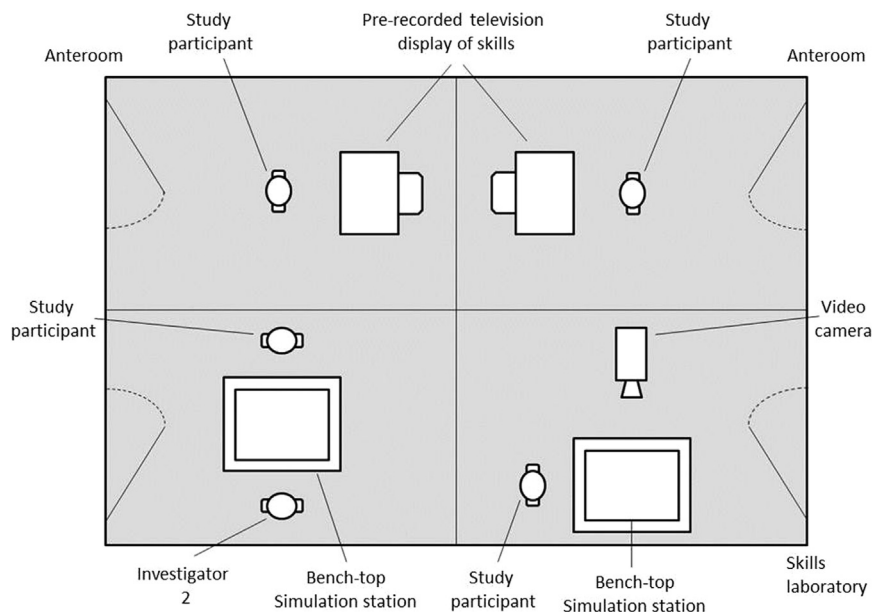 Study
participant
Pre-recorded television
display of skills
Study
participant
Anteroom
Anteroom
Study
participant
Video
camera
Investigator
2
Bench-top
Simulation station
Study
participant
Bench-top
Simulation station
Skills
laboratory